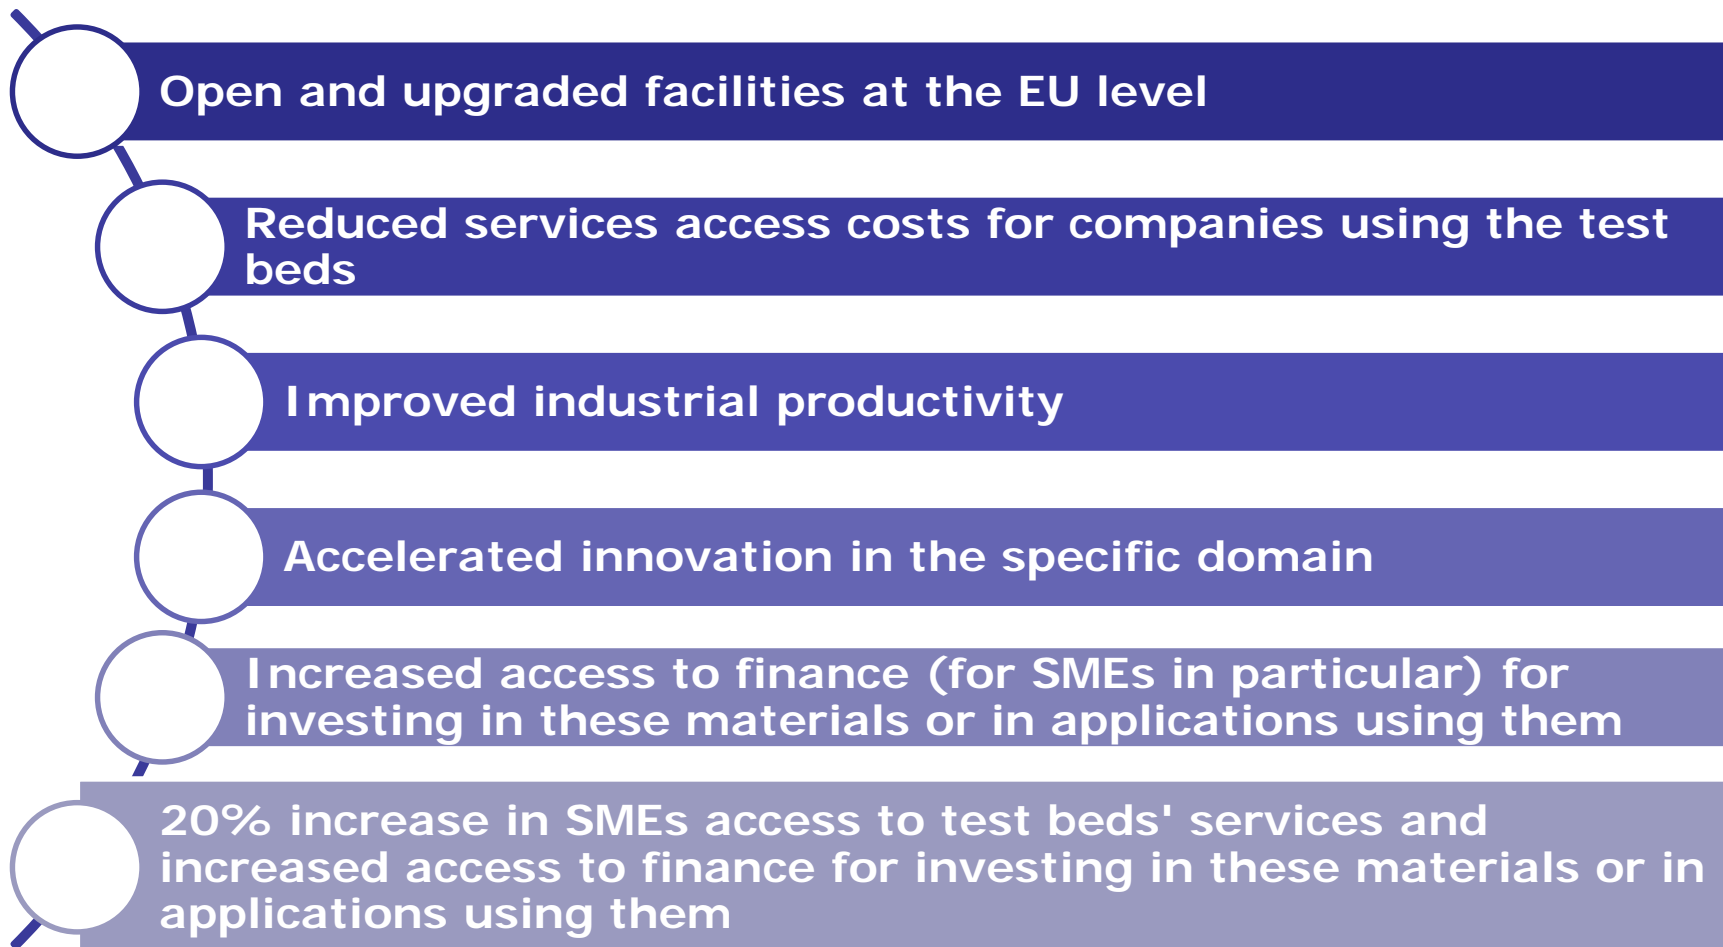 Open and upgraded facilities at the EU level
Reduced services access costs for companies using the test
beds
Improved industrial productivity
Accelerated innovation in the specific domain
Increased access to finance (for SMEs in particular) for
investing in these materials or in applications using them
20% increase in SMEs access to test beds' services and
increased access to finance for investing in these materials or in
applications using them